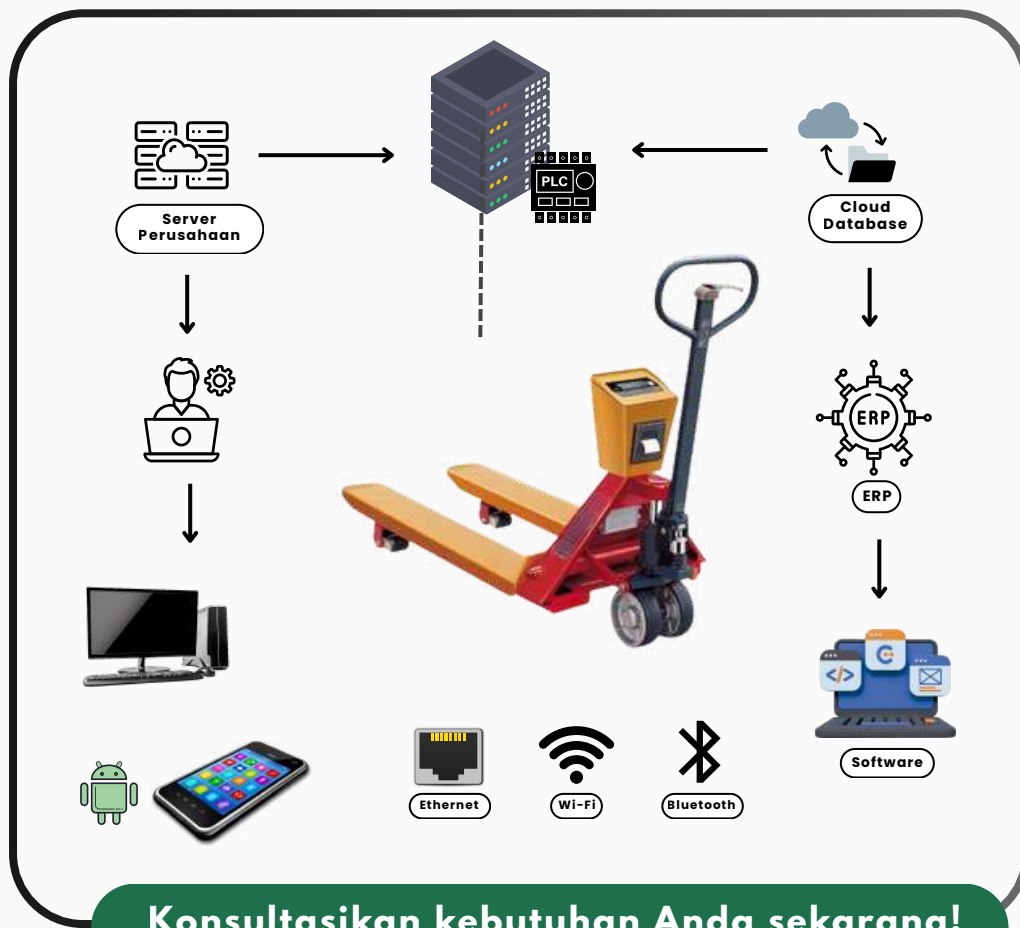 PLC
Server
Perusahaan
Cloud
Database
ERP
ERP
</>
C
Software
Ethernet
Wi-Fi
Bluetooth
Konsultasikan kebutuhan Anda sekarang!